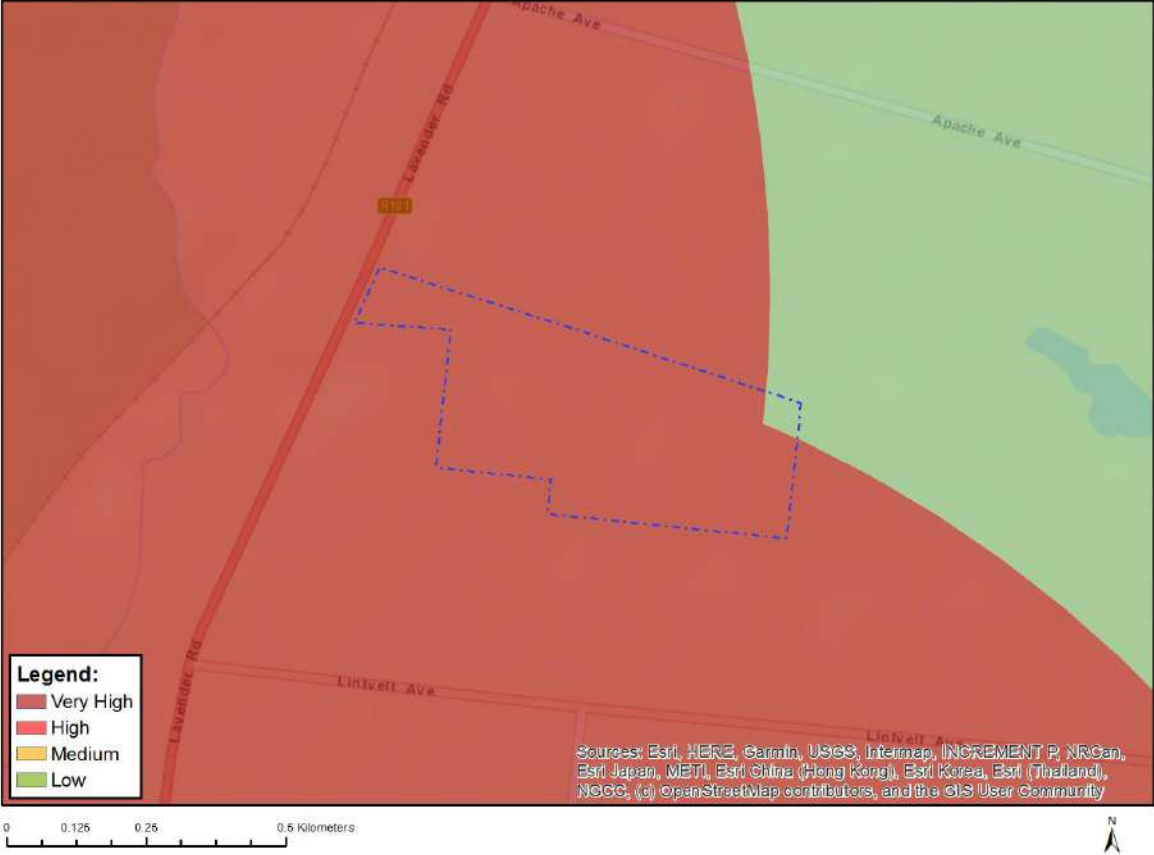 Apache Ave
Lavender Rd
Apache Ave
R101
Lavender Rd
Lintvelt Ave
Lintvelt Ave
Legend:
Very High
High
Medium
Low
Sources: Esri, HERE, Garmin, USGS, Intermap, INCREMENT P, NRCan,
Esri Japan, METI, Esri China (Hong Kong), Esri Korea, Esri (Thailand),
NGCC, (c) OpenStreetMap contributors, and the GIS User Community
0 0.125 0.25 0.5 Kilometers
N